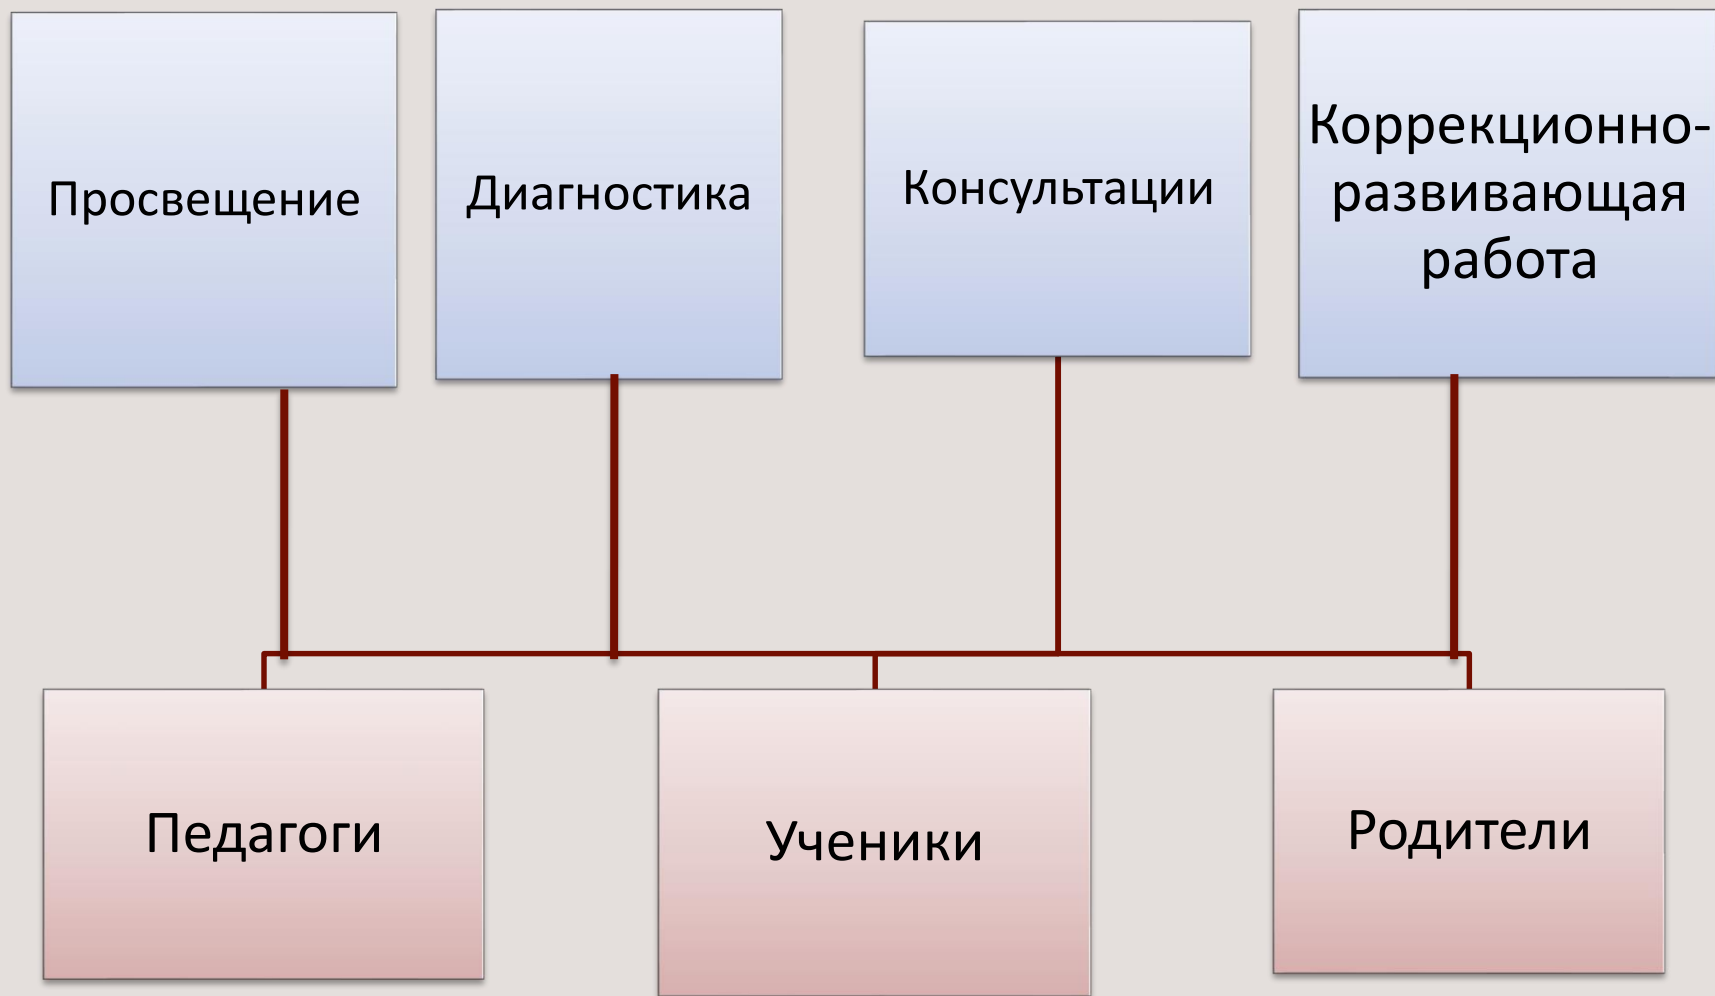 Просвещение
Диагностика
Консультации
Коррекционно-
развивающая
работа
Педагоги
Ученики
Родители